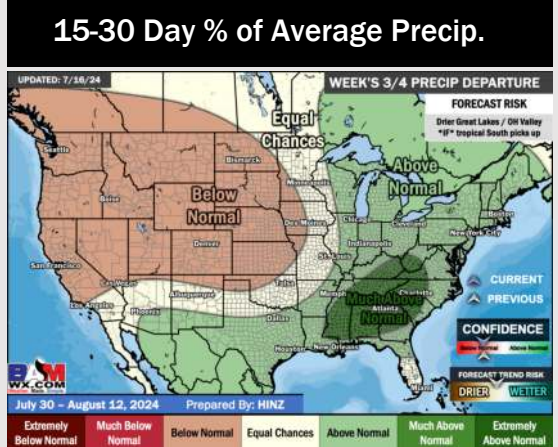 15-30 Day % of Average Precip.
UPDATED: 7/16/24
WEEK'S 3/4 PRECIP DEPARTURE
FORECAST RISK
Drier Great Lakes / OH Valley
*IF* tropical South picks up
Equal
Chances
Seattle
Bismarck
Above
Normal
Minneapolis
Boise
Below
Normal
Boston
Chicago
Cleveland
New York City
Des Moines
Denver
Indianapolis
San Francisco
St. Louis
CURRENT
Las Vegas
Tulsa
PREVIOUS
Albuquerque
Memphis
Charlotte
Much Above
Normal
Los Angeles
Phoenix
Atlanta
Dallas
CONFIDENCE
Below Normal
Above Normal
Houston
New Orleans
FORECAST TREND RISK
BAM
WX.COM
Miami
DRIER
WETTER
July 30 – August 12, 2024
Prepared By: HINZ
Extremely
Below Normal
Much Below
Normal
Below Normal
Equal Chances
Above Normal
Much Above
Normal
Extremely
Above Normal